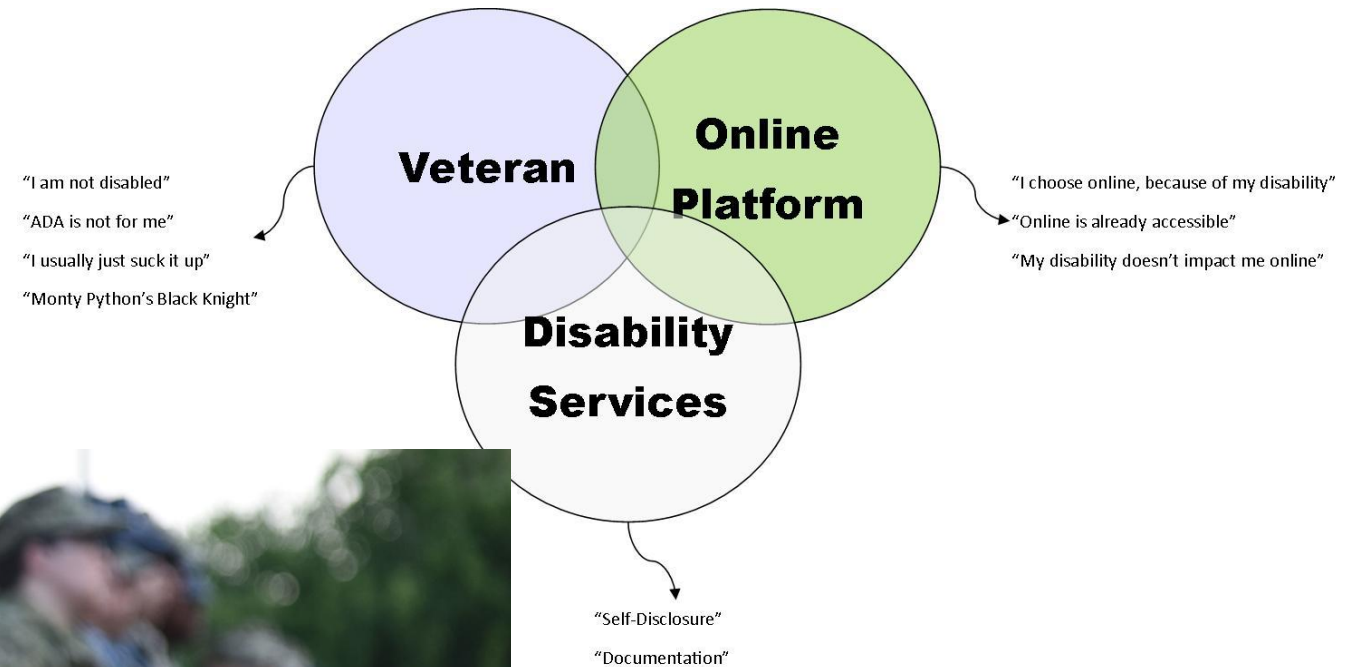 Veteran
Online
Platform
Disability
Services
“I am not disabled”
“ADA is not for me”
“I usually just suck it up”
“Monty Python’s Black Knight”
“I choose online, because of my disability”
“Online is already accessible”
“My disability doesn’t impact me online”
“Self-Disclosure”
“Documentation”